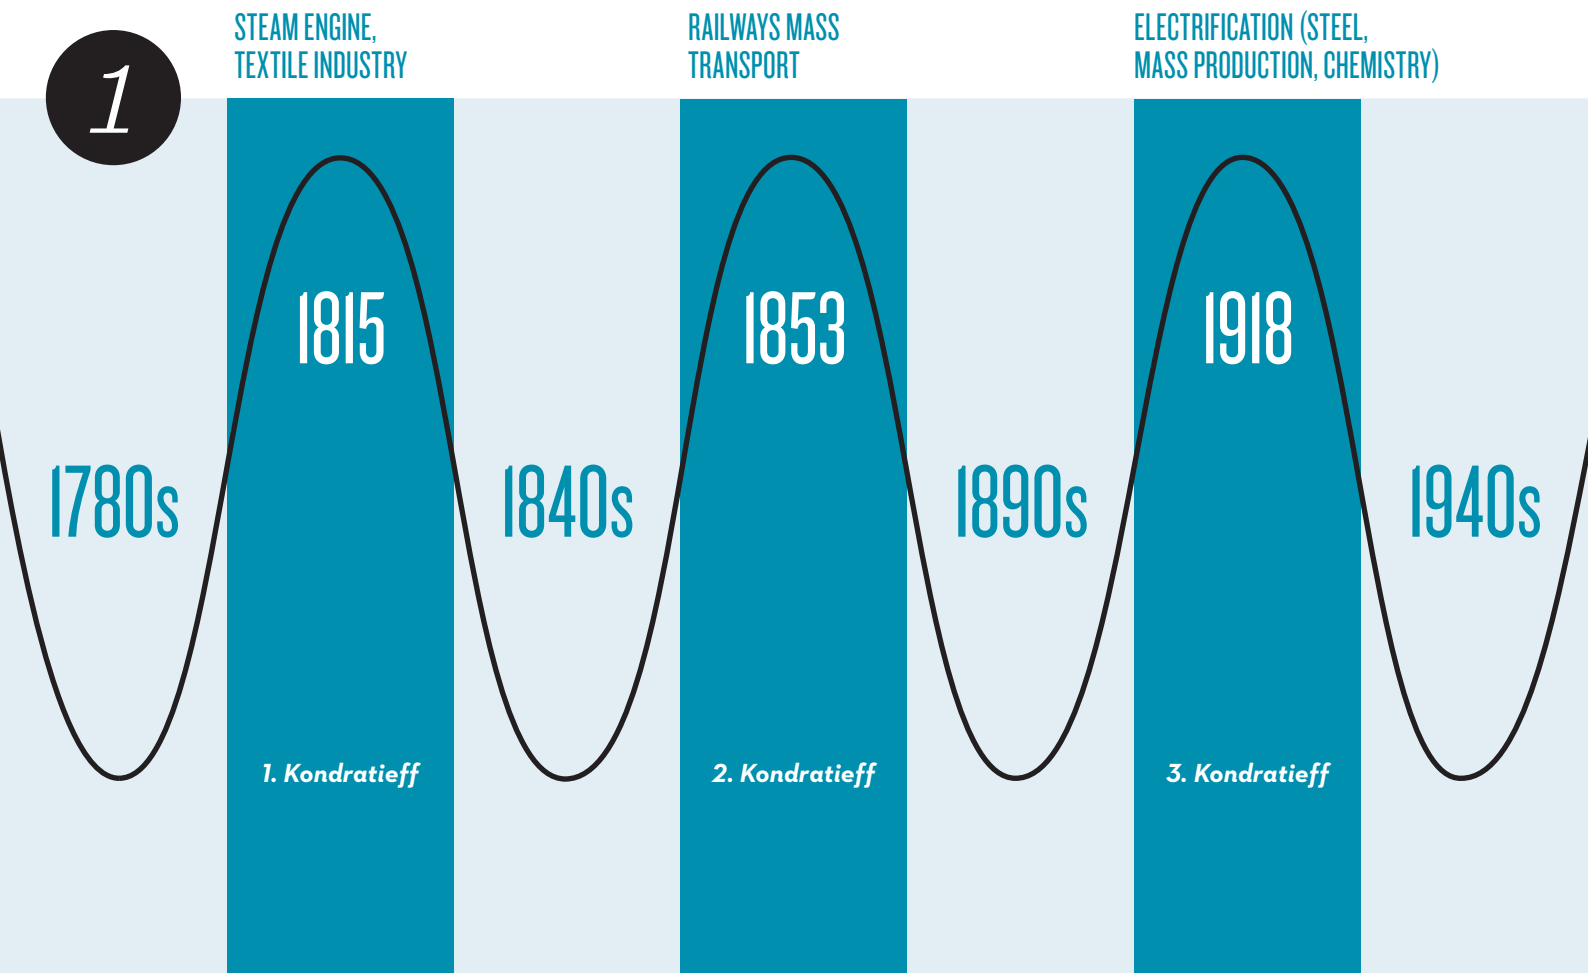 1
STEAM ENGINE,
TEXTILE INDUSTRY
RAILWAYS MASS
TRANSPORT
ELECTRIFICATION (STEEL,
MASS PRODUCTION, CHEMISTRY)
1815
1853
1918
1780s
1840s
1890s
1940s
1. Kondratieff
2. Kondratieff
3. Kondratieff